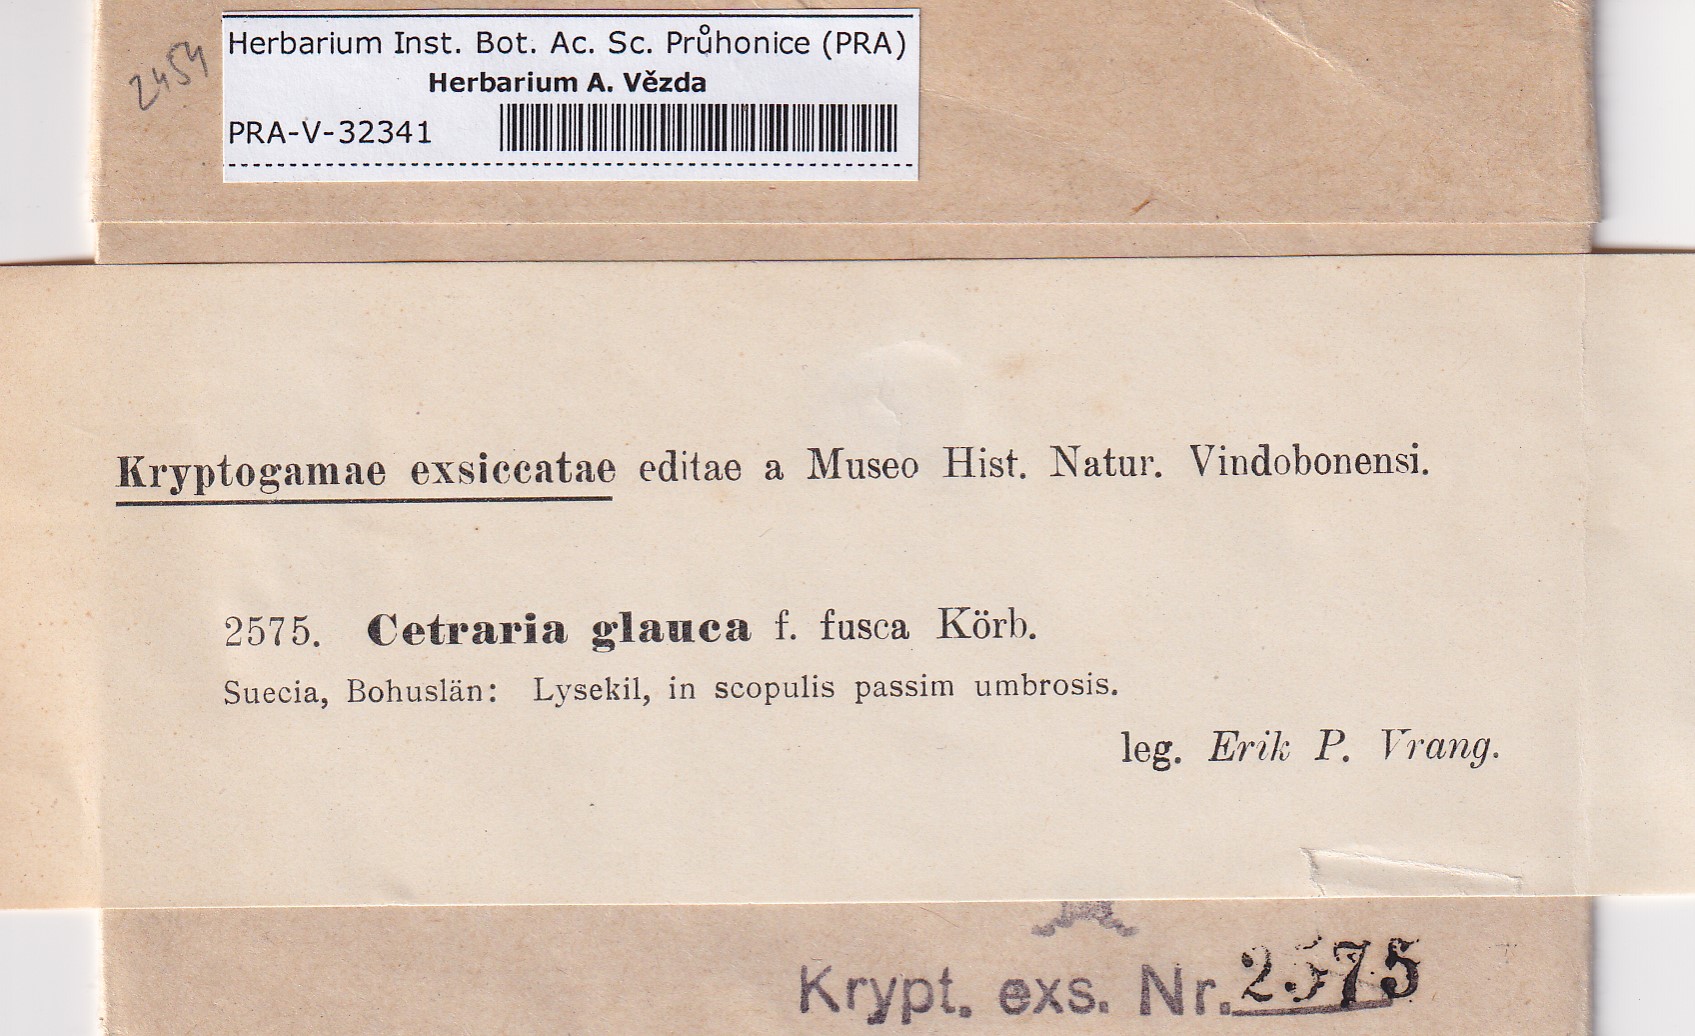 2454
Herbarium Inst. Bot. Ac. Sc. Průhonice (PRA)
Herbarium A. Vězda
PRA-V-32341
Kryptogamae exsiccatae editae a Museo Hist. Natur. Vindobonensi.
2575. Cetraria glauca f. fusca Körb.
Suecia, Bohuslän: Lysekil, in scopulis passim umbrosis.
leg. Erik P. Vrang.
Krypt. exs. Nr. 2575